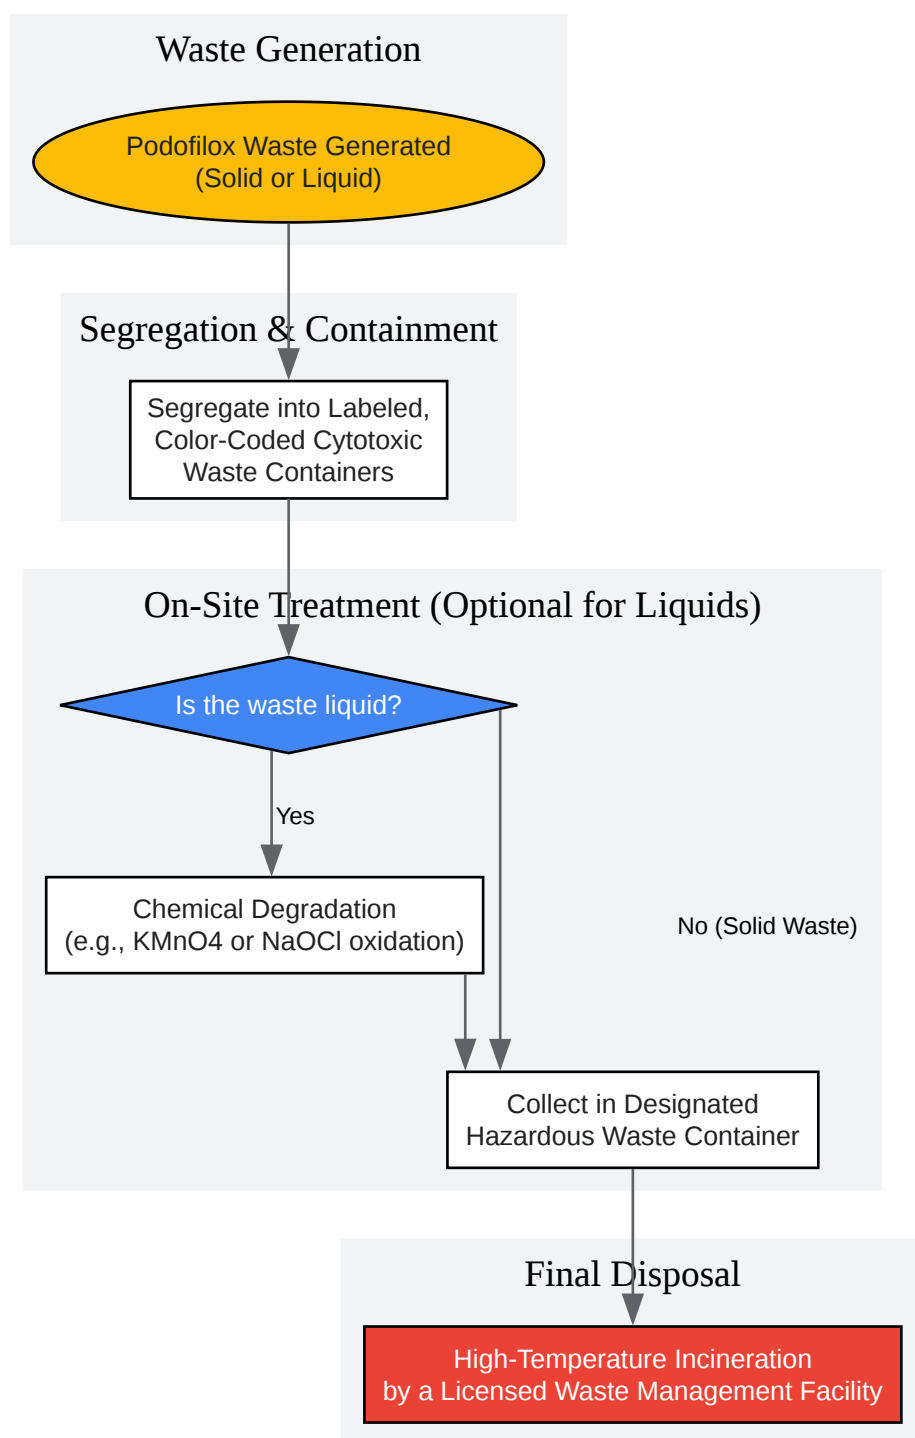 Waste Generation
Podofilox Waste Generated
(Solid or Liquid)
Segregation & Containment
Segregate into Labeled,
Color-Coded Cytotoxic
Waste Containers
On-Site Treatment (Optional for Liquids)
Is the waste liquid?
Yes
Chemical Degradation
(e.g., KMnO4 or NaOCl oxidation)
No (Solid Waste)
Collect in Designated
Hazardous Waste Container
Final Disposal
High-Temperature Incineration
by a Licensed Waste Management Facility